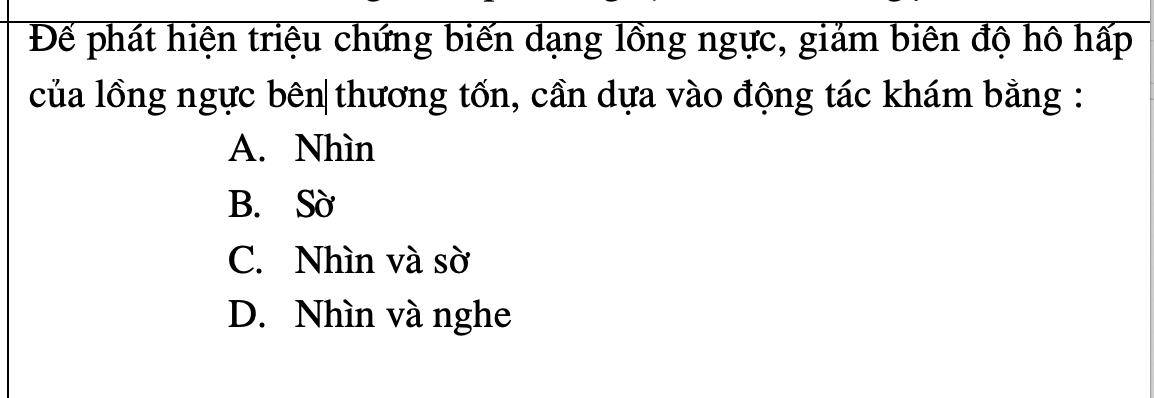 Để phát hiện triệu chứng biến dạng lồng ngực, giảm biên độ hô hấp
của lồng ngực bên thương tổn, cần dựa vào động tác khám bằng :
A. Nhìn
B. Sờ
C. Nhìn và sờ
D. Nhìn và nghe